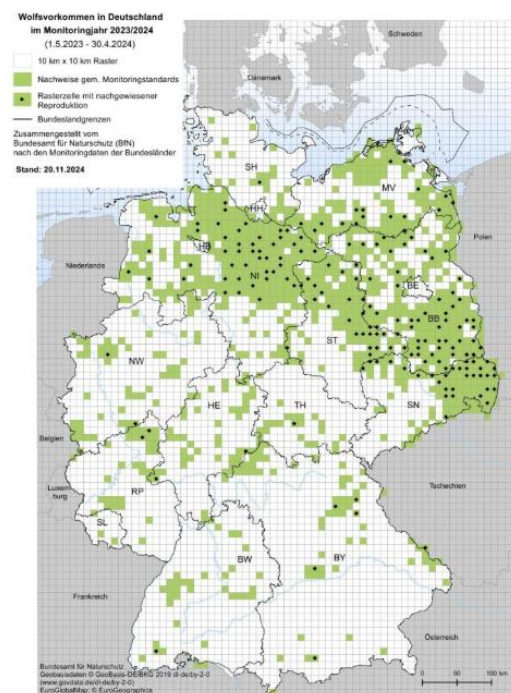 Wolfsvorkommen in Deutschland
im Monitoringjahr 2023/2024
(1.5.2023 - 30.4.2024)
10 km x 10 km Raster
Nachweise gem. Monitoringstandards
Rasterzelle mit nachgewiesener
Reproduktion
Bundeslandgrenzen
Zusammengestellt vom
Bundesamt für Naturschutz (BfN)
nach den Monitoringdaten der Bundesländer
Stand: 20.11.2024
Schweden
Dänemark
SH
MV
HH
HB
Polen
Niederlande
NI
BE
BB
ST
NW
HE
TH
SN
Belgien
Luxem
burg
RP
Tschechien
SL
BW
BY
Frankreich
Österreich
Bundesamt für Naturschutz
Geobasisdaten © GeoBasis-DE/BKG 2019 dl-de/by-2-0
(www.govdata.de/dl-de/by-2-0)
EuroGlobalMap: © EuroGeographics
0 50 100 km